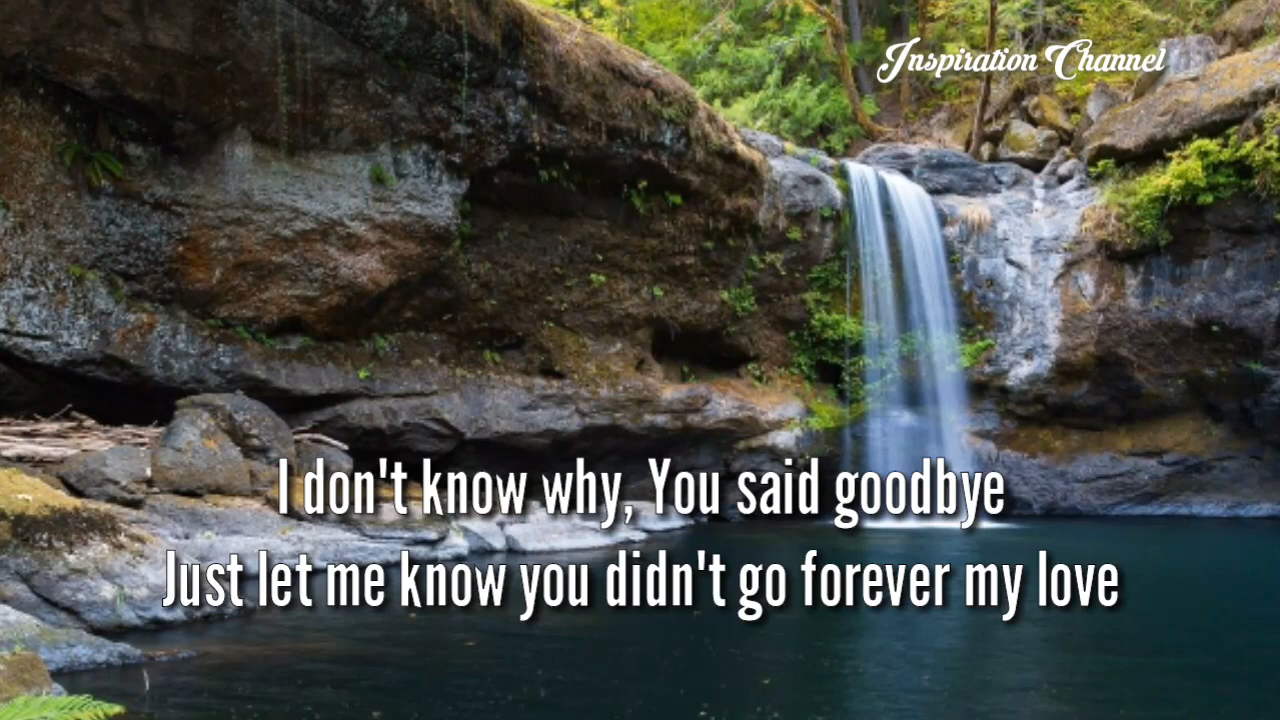 Inspiration Channel
I don't know why, You said goodbye
Just let me know you didn't go forever my love